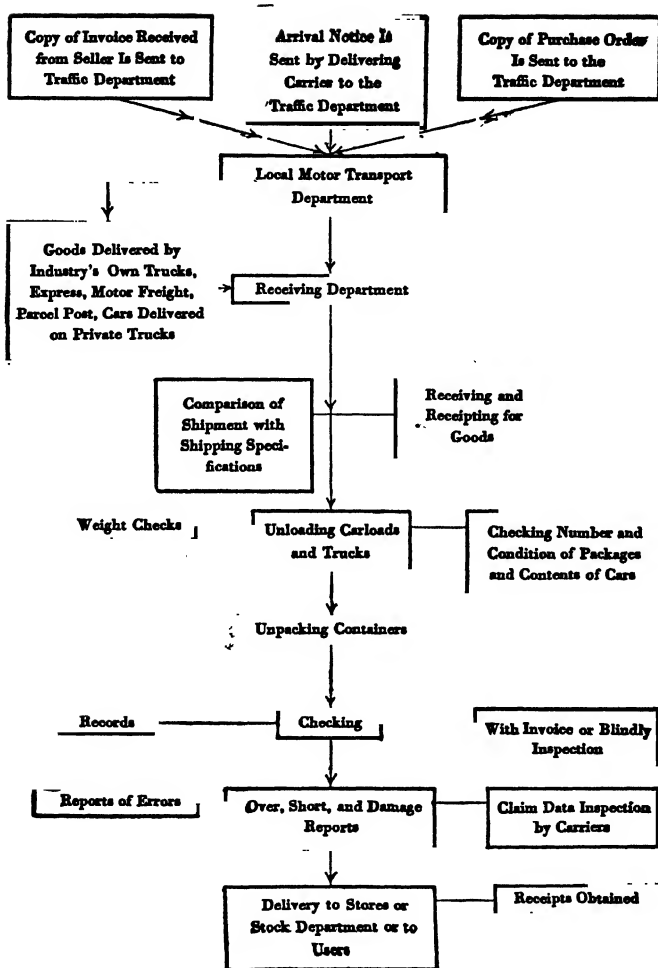 Copy of Invoice Received
from Seller Is Sent to
Traffic Department
Arrival Notice Is
Sent by Delivering
Carrier to the
Traffic Department
Copy of Purchase Order
Is Sent to the
Traffic Department
Local Motor Transport
Department
Goods Delivered by
Industry's Own Trucks,
Express, Motor Freight,
Parcel Post, Cars Delivered
on Private Trucks
Receiving Department
Comparison of
Shipment with
Shipping Speci-
fications
Receiving and
Receipting for
Goods
Weight Checks
Unloading Carloads
and Trucks
Checking Number and
Condition of Packages
and Contents of Cars
Unpacking Containers
Records
Checking
With Invoice or Blindly
Inspection
Reports of Errors
Over, Short, and Damage
Reports
Claim Data Inspection
by Carriers
Delivery to Stores or
Stock Department or to
Users
Receipts Obtained